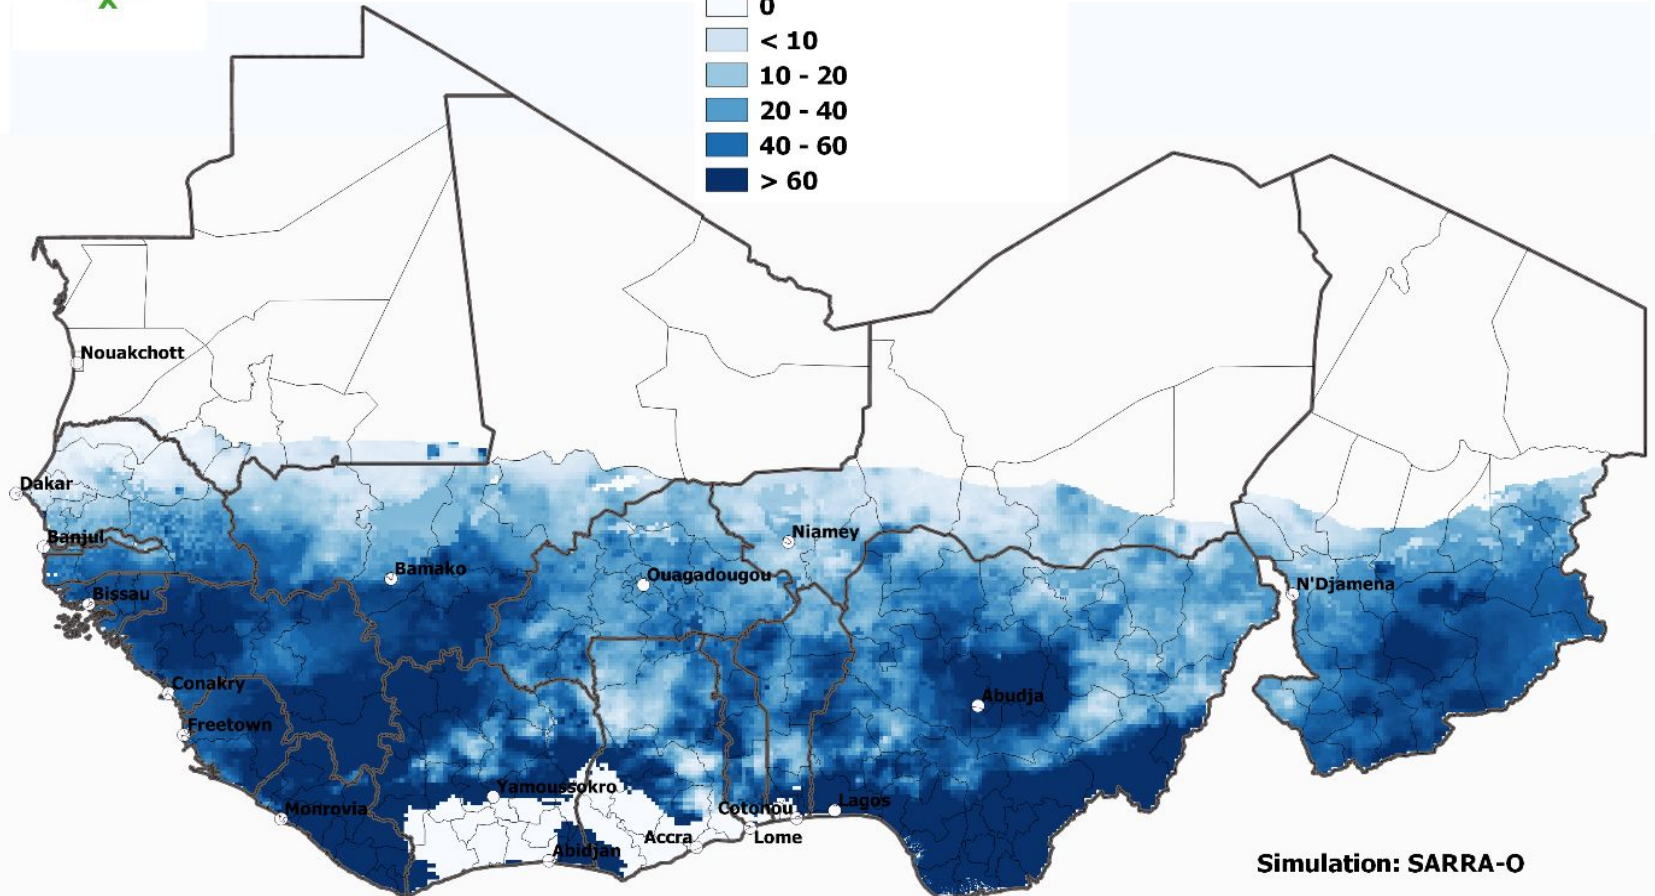 x
0
< 10
10 - 20
20 - 40
40 - 60
> 60
Nouakchott
Dakar
Banjul
Bissau
Bamako
Niamey
Ouagadougou
N'Djamena
Conakry
Freetown
Abudja
Monrovia
Yamoussokro
Cotonou
Lagos
Abidjan
Accra
Lome
Simulation: SARRA-O